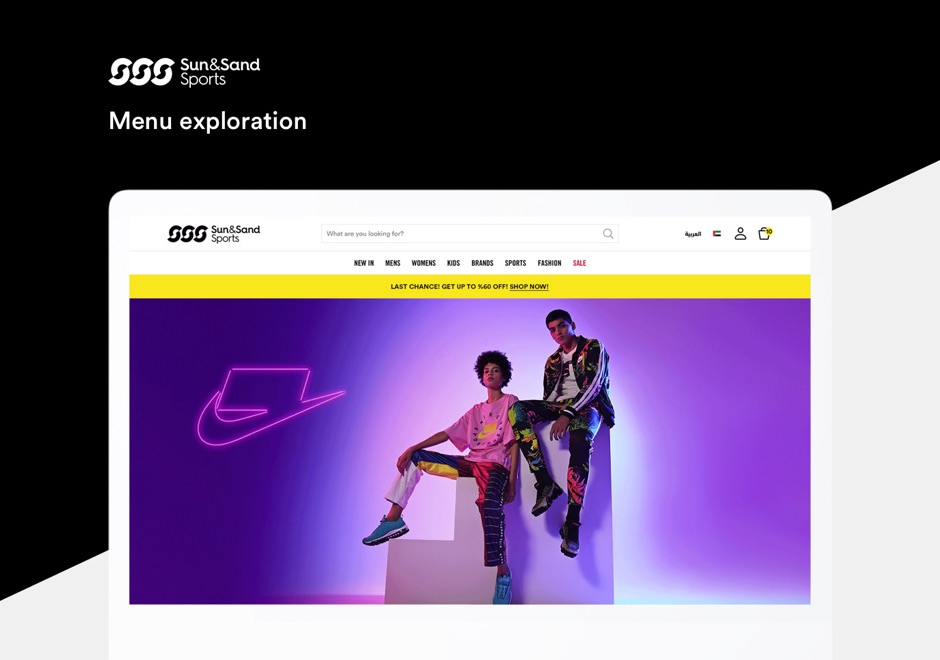 Sun&Sand
Sports
Menu exploration
Sun&Sand
Sports
What are you looking for?
العربية
10
NEW IN MENS WOMENS KIDS BRANDS SPORTS FASHION SALE
LAST CHANCE! GET UP TO %60 OFF! SHOP NOW!